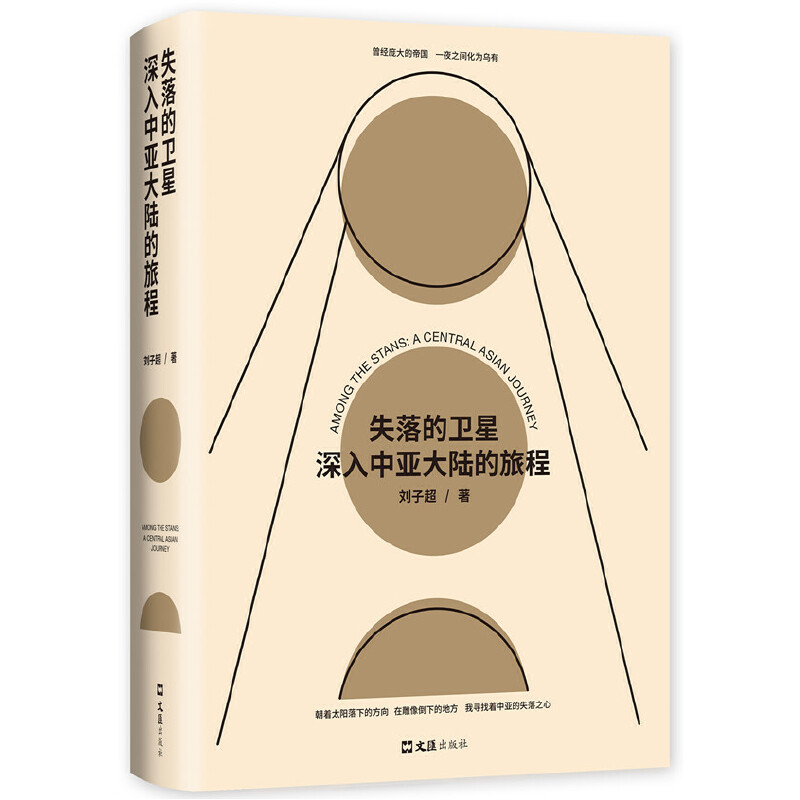 曾经庞大的帝国 一夜之间化为乌有
AMONG THE STANS: A CENTRAL ASIAN JOURNEY
失落的卫星
深入中亚大陆的旅程
刘子超 / 著
朝着太阳落下的方向 在雕像倒下的地方 我寻找着中亚的失落之心
文匯出版社
失落的卫星
深入中亚大陆的旅程
刘子超 / 著
AMONG THE STANS:
A CENTRAL ASIAN
JOURNEY
文匯出版社